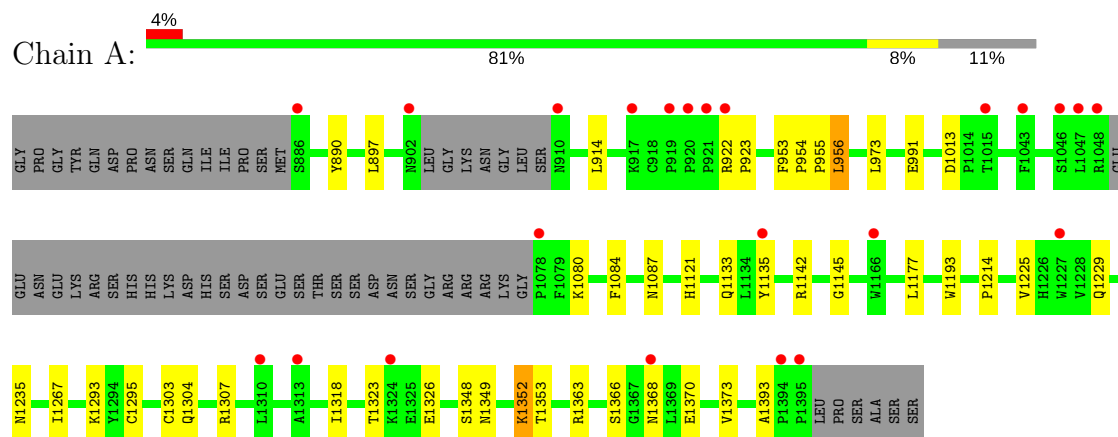 4%
Chain A:
81% 8% 11%
GLY PRO GLY TYR GLN ASP PRO ASN SER GLN ILE ILE PRO SER MET S886 Y890 L897 N902 LEU GLY LYS ASN GLY LEU SER N910 L914 K917 C918 P919 P920 P921 R922 P923 F953 P954 P955 L956 L973 E991 D1013 P1014 T1015 F1043 S1046 L1047 R1048 GLU
GLU ASN GLU LYS ARG SER HIS HIS LYS ASP HIS SER ASP SER GLU SER THR SER SER ASP ASN SER GLY ARG ARG ARG LYS GLY P1078 F1079 K1080 F1084 N1087 H1121 Q1133 L1134 Y1135 R1142 G1145 W1166 L1177 W1193 P1214 V1225 H1226 W1227 V1228 Q1229
N1235 I1267 K1293 Y1294 C1295 C1303 Q1304 R1307 L1310 A1313 I1318 T1323 K1324 E1325 E1326 S1348 N1349 K1352 T1353 R1363 S1366 G1367 N1368 L1369 E1370 V1373 A1393 P1394 P1395 LEU PRO SER ALA SER SER